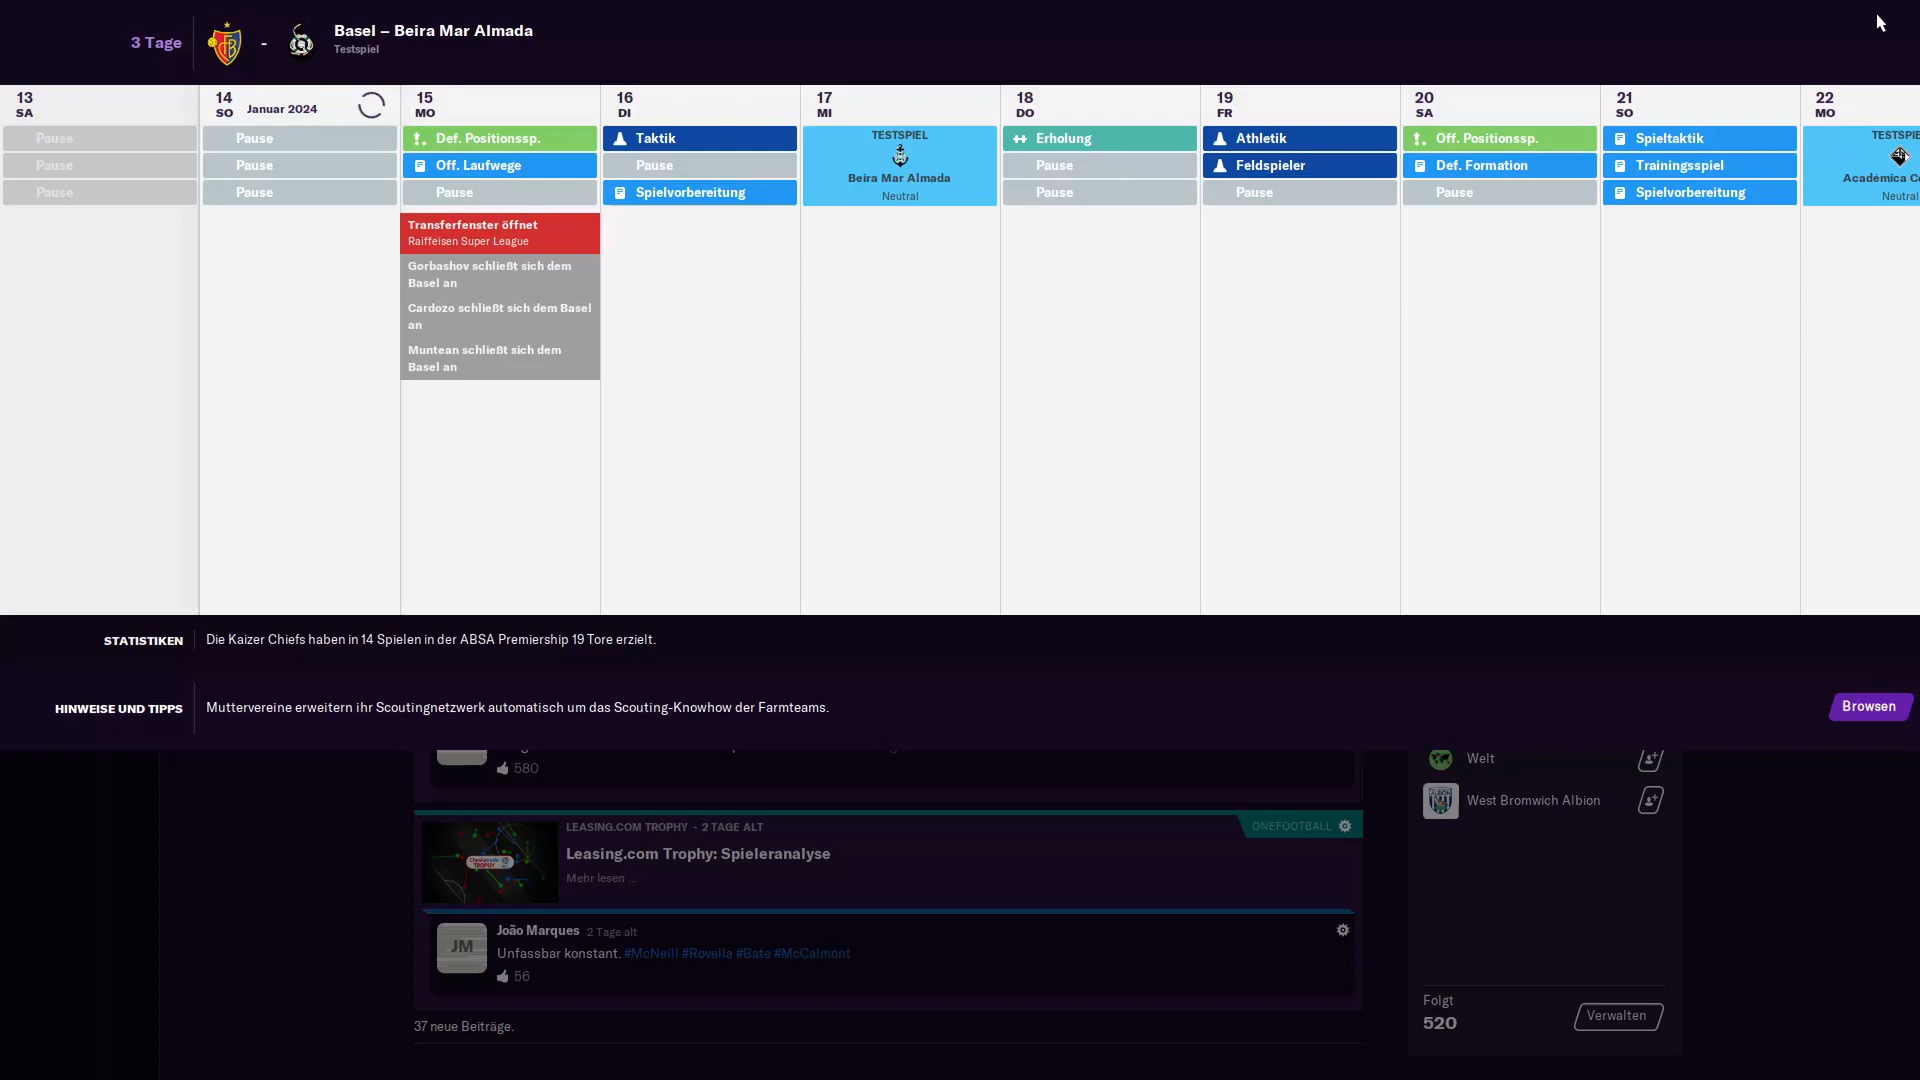 3 Tage
-
Basel – Beira Mar Almada
Testspiel
13
SA
14
SO
Januar 2024
15
MO
16
DI
17
MI
18
DO
19
FR
20
SA
21
SO
22
MO
Pause
Pause
Def. Positionssp.
Taktik
TESTSPIEL
Erholung
Athletik
Off. Positionssp.
Spieltaktik
TESTSPIE
Pause
Pause
Off. Laufwege
Pause
Beira Mar Almada
Pause
Feldspieler
Def. Formation
Trainingsspiel
Académica Co
Pause
Pause
Pause
Spielvorbereitung
Neutral
Pause
Pause
Pause
Spielvorbereitung
Neutral
Transferfenster öffnet
Raiffeisen Super League
Gorbashov schließt sich dem
Basel an
Cardozo schließt sich dem Basel
an
Muntean schließt sich dem
Basel an
STATISTIKEN
Die Kaizer Chiefs haben in 14 Spielen in der ABSA Premiership 19 Tore erzielt.
HINWEISE UND TIPPS
Muttervereine erweitern ihr Scoutingnetzwerk automatisch um das Scouting-Knowhow der Farmteams.
Browsen
580
Welt
West Bromwich Albion
LEASING.COM TROPHY - 2 TAGE ALT
ONEFOOTBALL
Leasing.com Trophy: Spieleranalyse
Mehr lesen ...
JM
João Marques 2 Tage alt
Unfassbar konstant. #McNeill #Rovella #Bate #McCalmont
56
37 neue Beiträge.
Folgt
520
Verwalten